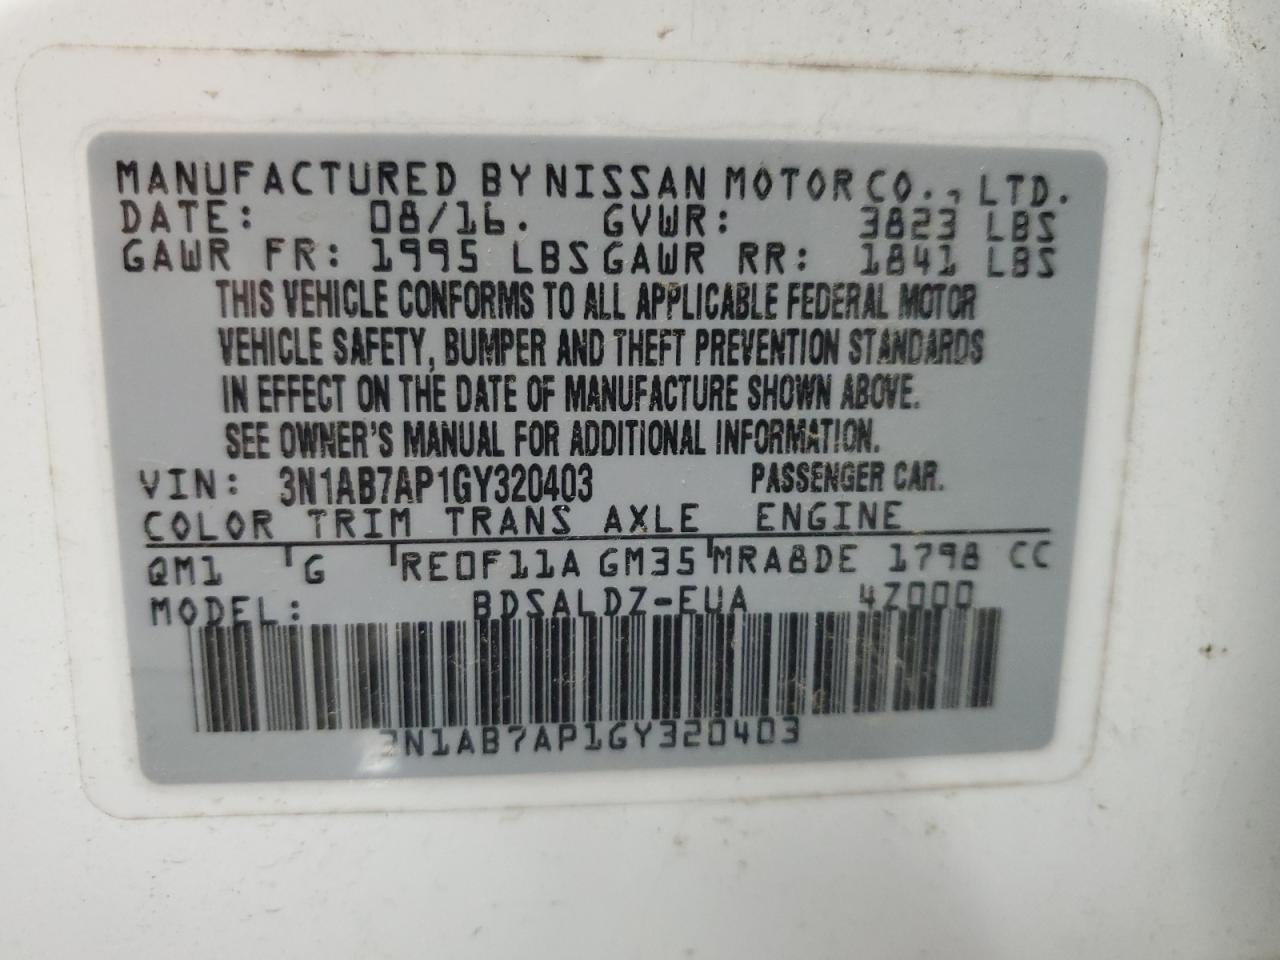 MANUFACTURED BY NISSAN MOTOR CO., LTD.
DATE: 08/16. GVWR: 3823 LBS
GAWR FR: 1995 LBS GAWR RR: 1841 LBS
THIS VEHICLE CONFORMS TO ALL APPLICABLE FEDERAL MOTOR
VEHICLE SAFETY, BUMPER AND THEFT PREVENTION STANDARDS
IN EFFECT ON THE DATE OF MANUFACTURE SHOWN ABOVE.
SEE OWNER'S MANUAL FOR ADDITIONAL INFORMATION.
VIN: 3N1AB7AP1GY320403 PASSENGER CAR.
COLOR TRIM TRANS AXLE ENGINE
QM1 G RE0F11A GM35 MRA8DE 1798 CC
MODEL: BDSALDZ-EUA 4Z000
3N1AB7AP1GY320403